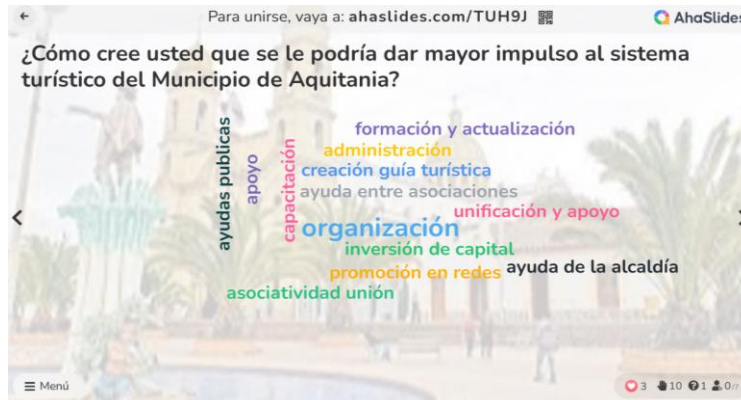 Para unirse, vaya a: ahaslides.com/TUH9J
AhaSlides
¿Cómo cree usted que se le podría dar mayor impulso al sistema
turístico del Municipio de Aquitania?
ayudas publicas
apoyo
capacitación
formación y actualización
administración
creación guía turística
ayuda entre asociaciones
unificación y apoyo
organización
inversión de capital
promoción en redes
ayuda de la alcaldía
asociatividad unión
Menú
3 10 1 0